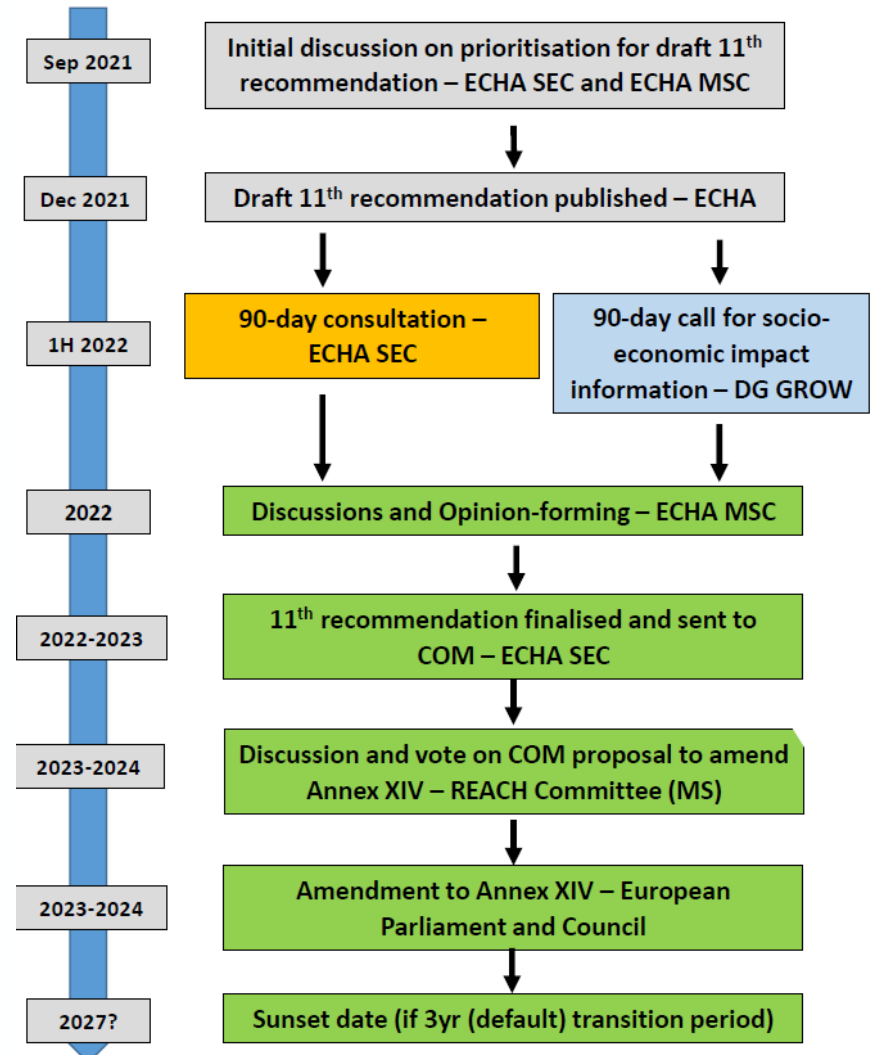 Sep 2021
Initial discussion on prioritisation for draft 11th
recommendation – ECHA SEC and ECHA MSC
Dec 2021
Draft 11th recommendation published – ECHA
1H 2022
90-day consultation –
ECHA SEC
90-day call for socio-
economic impact
information – DG GROW
2022
Discussions and Opinion-forming – ECHA MSC
2022-2023
11th recommendation finalised and sent to
COM – ECHA SEC
2023-2024
Discussion and vote on COM proposal to amend
Annex XIV – REACH Committee (MS)
2023-2024
Amendment to Annex XIV – European
Parliament and Council
2027?
Sunset date (if 3yr (default) transition period)